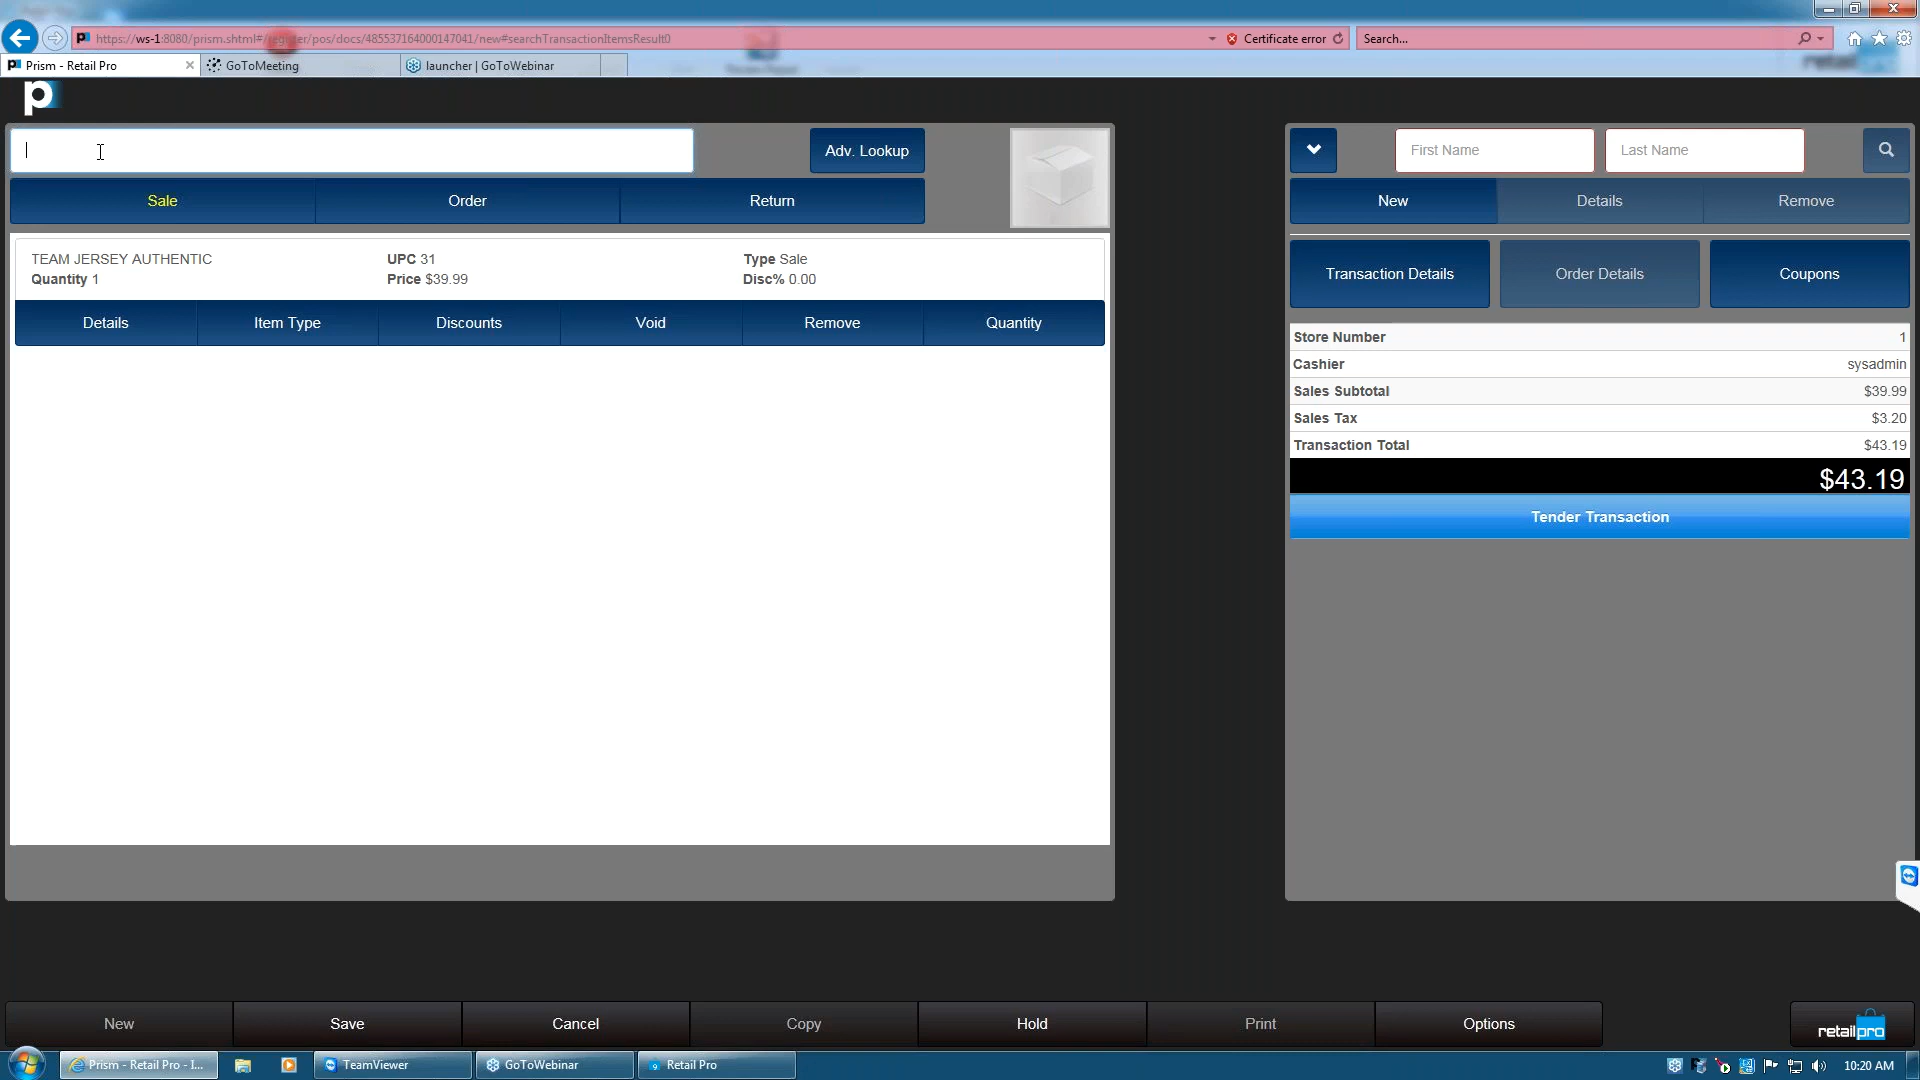 https://ws-1:8080/prism.shtml#/register/pos/docs/485537164000147041/new#searchTransactionItemsResult0
Certificate error
Search...
Prism - Retail Pro
GoToMeeting
launcher | GoToWebinar
retail
p
Adv. Lookup
First Name
Last Name
Sale
Order
Return
New
Details
Remove
TEAM JERSEY AUTHENTIC
UPC 31
Type Sale
Quantity 1
Price $39.99
Disc% 0.00
Transaction Details
Order Details
Coupons
Details
Item Type
Discounts
Void
Remove
Quantity
Store Number 1
Cashier sysadmin
Sales Subtotal $39.99
Sales Tax $3.20
Transaction Total $43.19
$43.19
Tender Transaction
New
Save
Cancel
Copy
Hold
Print
Options
retailpro
Prism - Retail Pro - I...
TeamViewer
GoToWebinar
Retail Pro
10:20 AM